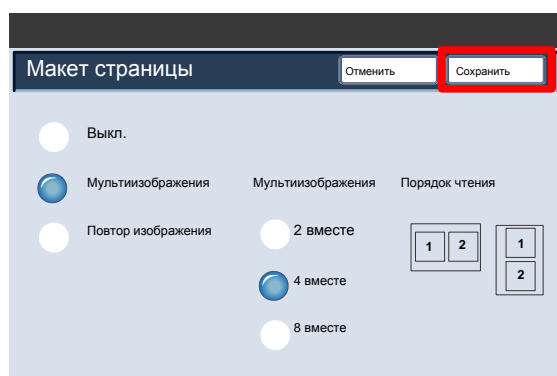 Макет страницы
Отменить
Сохранить
Выкл.
Мультиизображения
Мультиизображения
Порядок чтения
Повтор изображения
2 вместе
1 2
1
2
4 вместе
8 вместе